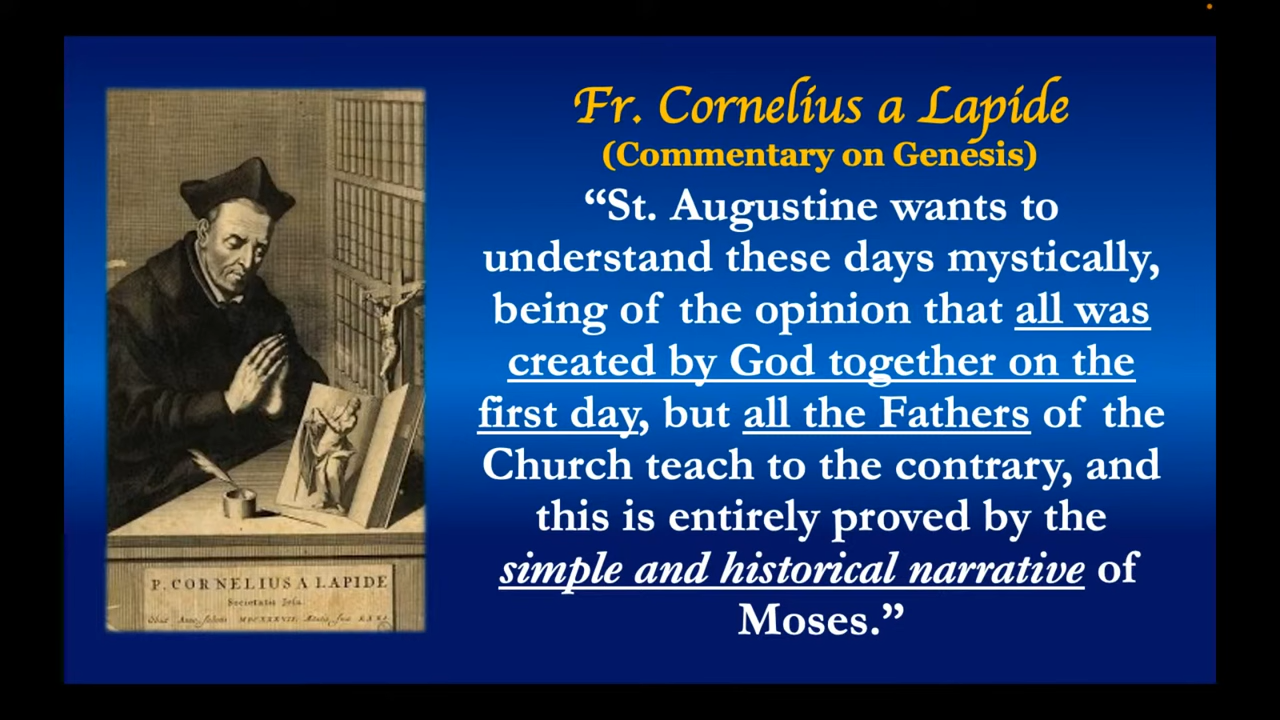 Fr. Cornelius a Lapide
(Commentary on Genesis)
“St. Augustine wants to
understand these days mystically,
being of the opinion that all was
created by God together on the
first day, but all the Fathers of the
Church teach to the contrary, and
this is entirely proved by the
simple and historical narrative of
Moses.”
P. CORNELIUS A LAPIDE
Societatis Jesu.